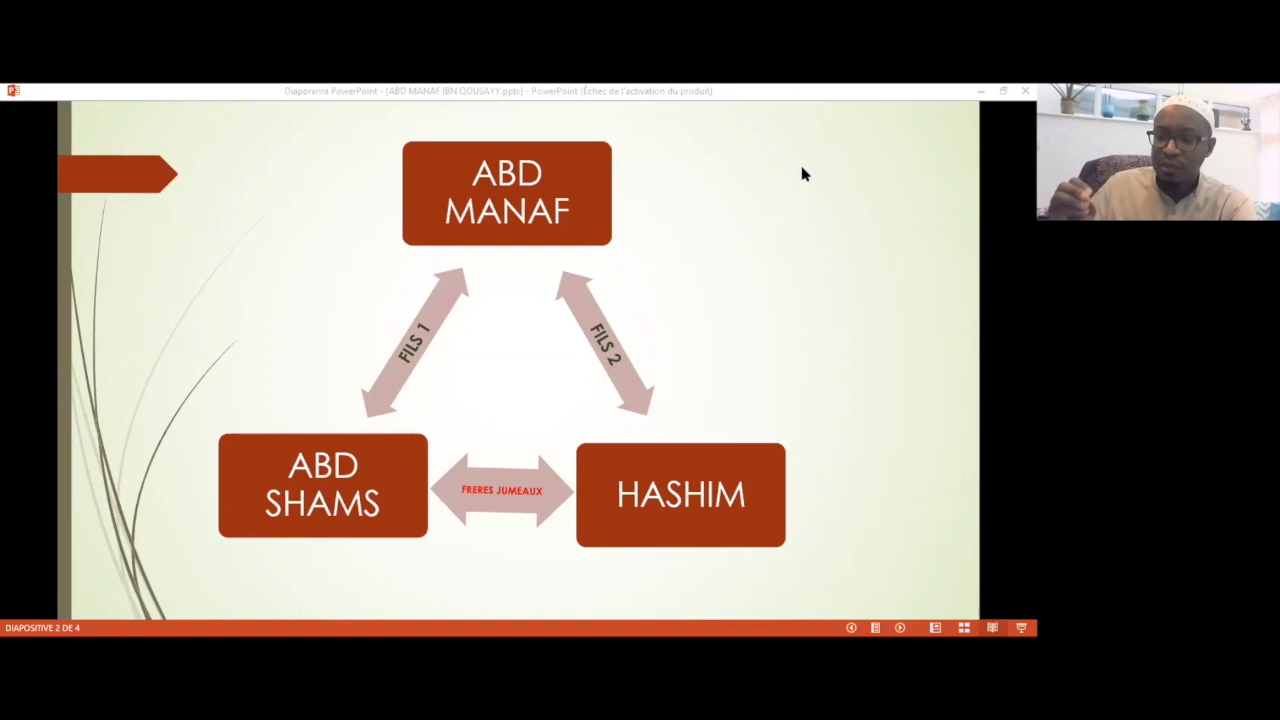 Diaporama PowerPoint - [ABD MANAF IBN QOUSAYY.pptx] - PowerPoint (Échec de l'activation du produit)
ABD
MANAF
FILS 1
FILS 2
ABD
SHAMS
FRERES JUMEAUX
HASHIM
DIAPOSITIVE 2 DE 4